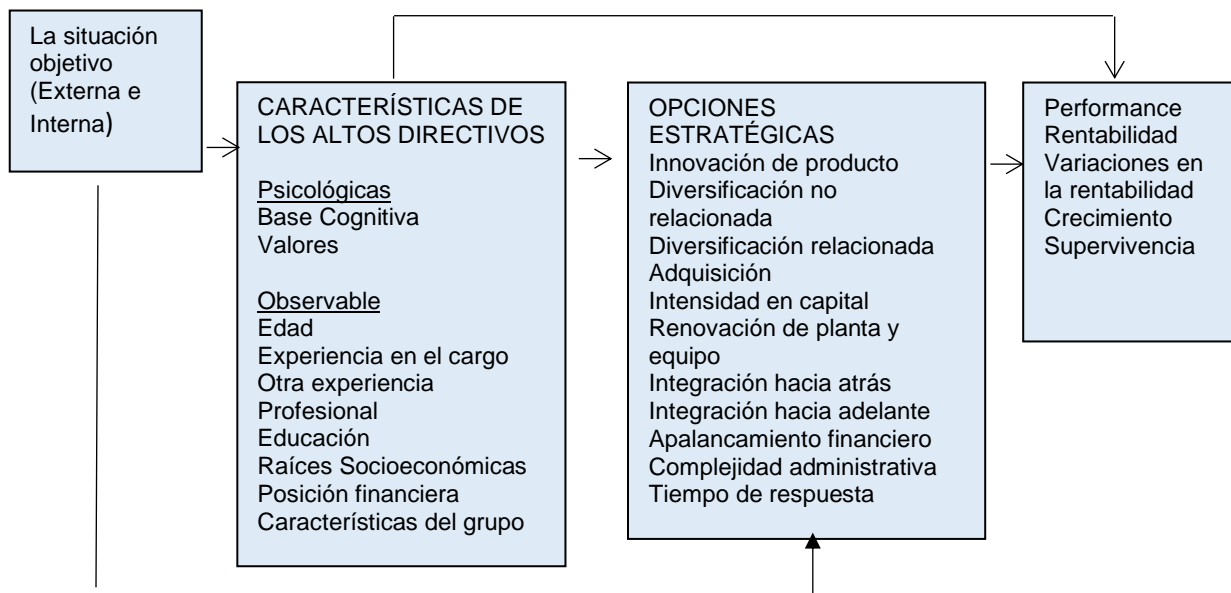 La situación
objetivo
(Externa e
Interna)
CARACTERÍSTICAS DE
LOS ALTOS DIRECTIVOS
Psicológicas
Base Cognitiva
Valores
Observable
Edad
Experiencia en el cargo
Otra experiencia
Profesional
Educación
Raíces Socioeconómicas
Posición financiera
Características del grupo
OPCIONES
ESTRATÉGICAS
Innovación de producto
Diversificación no
relacionada
Diversificación relacionada
Adquisición
Intensidad en capital
Renovación de planta y
equipo
Integración hacia atrás
Integración hacia adelante
Apalancamiento financiero
Complejidad administrativa
Tiempo de respuesta
Performance
Rentabilidad
Variaciones en
la rentabilidad
Crecimiento
Supervivencia